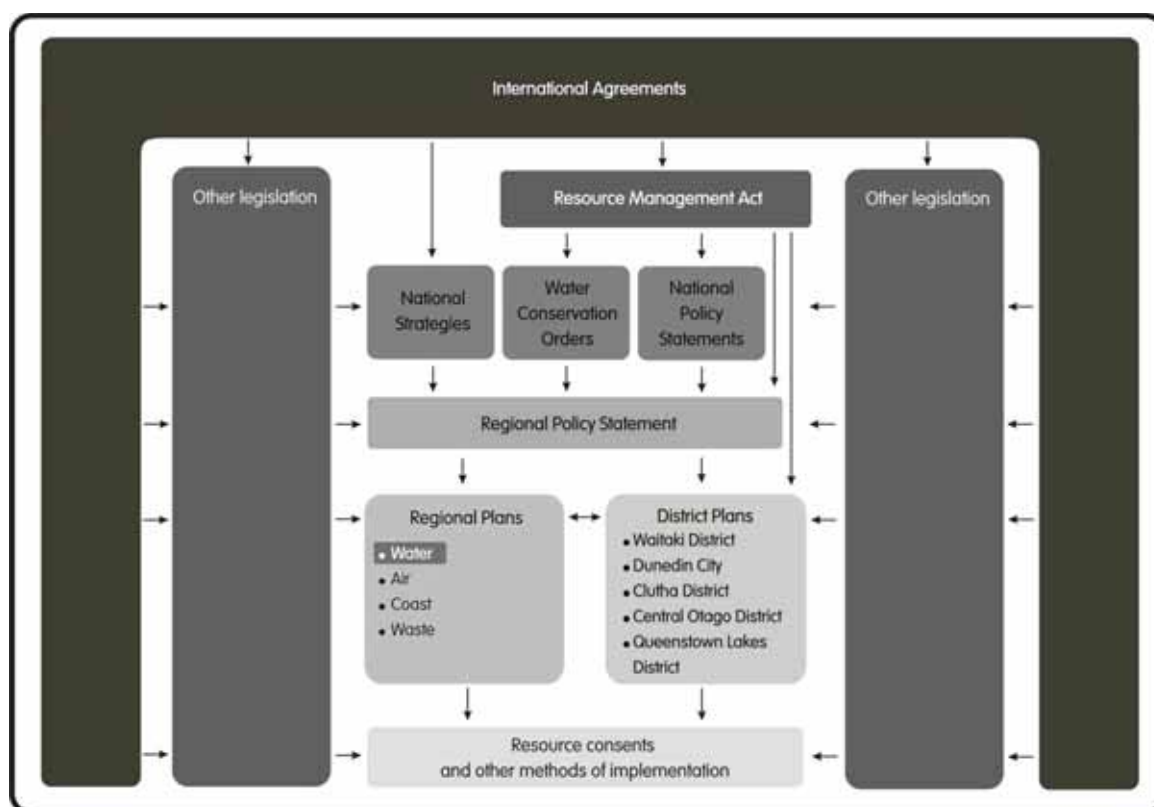 International Agreements
Other legislation
Resource Management Act
Other legislation
National
Strategies
Water
Conservation
Orders
National
Policy
Statements
Regional Policy Statement
Regional Plans
• Water
• Air
• Coast
• Waste
District Plans
• Waitaki District
• Dunedin City
• Clutha District
• Central Otago District
• Queenstown Lakes
District
Resource consents
and other methods of implementation